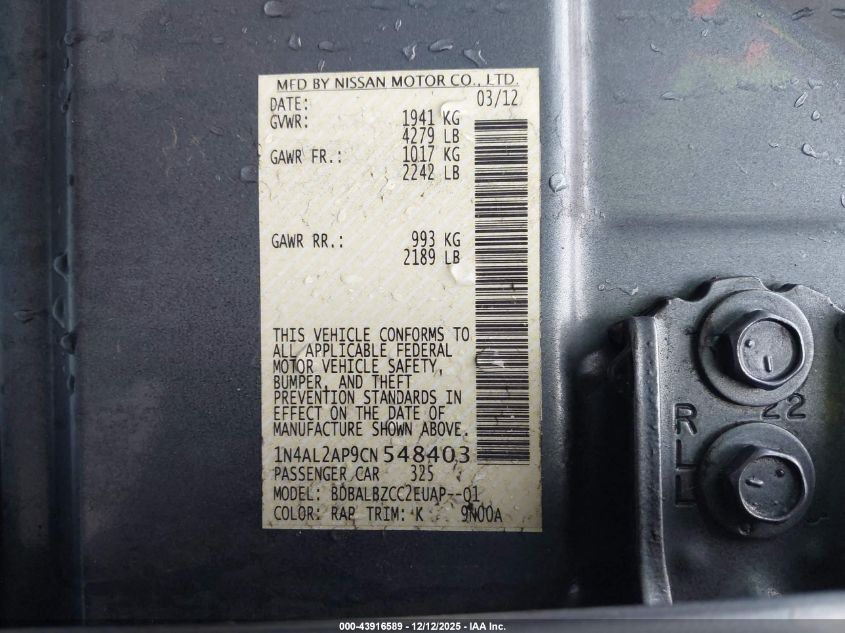 MFD BY NISSAN MOTOR CO., LTD.
DATE: 03/12
GVWR: 1941 KG
4279 LB
GAWR FR.: 1017 KG
2242 LB
GAWR RR.: 993 KG
2189 LB
THIS VEHICLE CONFORMS TO
ALL APPLICABLE FEDERAL
MOTOR VEHICLE SAFETY,
BUMPER, AND THEFT
PREVENTION STANDARDS IN
EFFECT ON THE DATE OF
MANUFACTURE SHOWN ABOVE.
1N4AL2AP9CN548403
PASSENGER CAR 325
MODEL: BDBALBZCC2EUAP--01
COLOR: RAP TRIM: K 9N00A
22
000-43916589 - 12/12/2025 - IAA Inc.